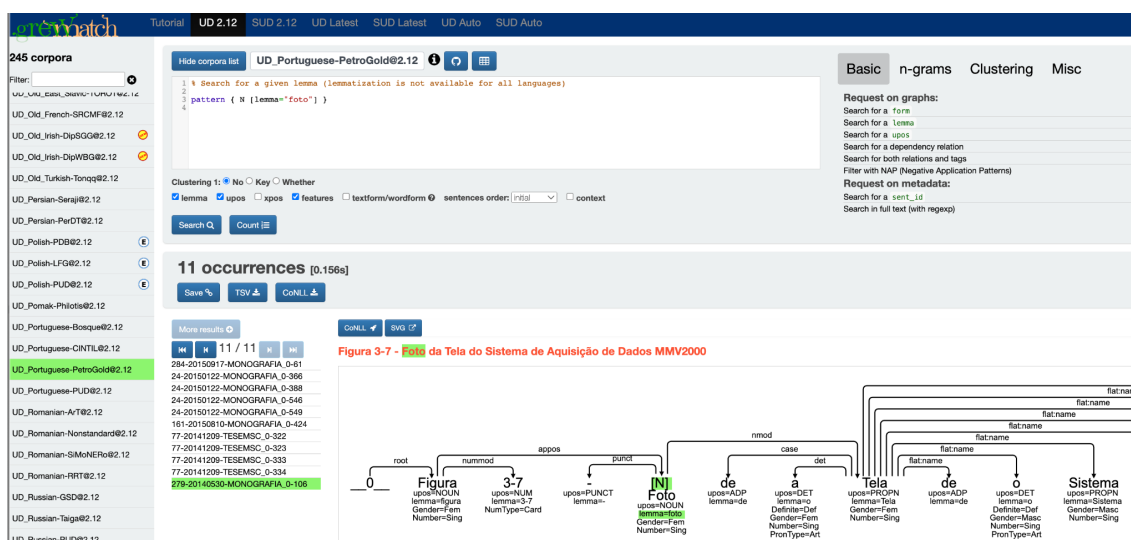 grewmatch
Tutorial UD 2.12 SUD 2.12 UD Latest SUD Latest UD Auto SUD Auto
245 corpora
Filter:
UD_Old_East_Slavic-TOROT@2.12
UD_Old_French-SRCMF@2.12
UD_Old_Irish-DipSGG@2.12
UD_Old_Irish-DipWBG@2.12
UD_Old_Turkish-Tonqq@2.12
UD_Persian-Seraji@2.12
UD_Persian-PerDT@2.12
UD_Polish-PDB@2.12 E
UD_Polish-LFG@2.12 E
UD_Polish-PUD@2.12 E
UD_Pomak-Philotis@2.12
UD_Portuguese-Bosque@2.12
UD_Portuguese-CINTIL@2.12
UD_Portuguese-PetroGold@2.12
UD_Portuguese-PUD@2.12
UD_Romanian-ArT@2.12
UD_Romanian-Nonstandard@2.12
UD_Romanian-SiMoNERo@2.12
UD_Romanian-RRT@2.12
UD_Russian-GSD@2.12
UD_Russian-Taiga@2.12
UD_Russian-PUD@2.12
Hide corpora list UD_Portuguese-PetroGold@2.12
1 % Search for a given lemma (lemmatization is not available for all languages)
2
3 pattern { N [lemma="foto"] }
4
Clustering 1: No Key Whether
lemma upos xpos features textform/wordform sentences order: initial context
Search Count
Basic n-grams Clustering Misc
Request on graphs:
Search for a form
Search for a lemma
Search for a upos
Search for a dependency relation
Search for both relations and tags
Filter with NAP (Negative Application Patterns)
Request on metadata:
Search for a sent_id
Search in full text (with regexp)
11 occurrences [0.156s]
Save TSV CoNLL
More results
11 / 11
284-20150917-MONOGRAFIA_0-61
24-20150122-MONOGRAFIA_0-366
24-20150122-MONOGRAFIA_0-388
24-20150122-MONOGRAFIA_0-546
24-20150122-MONOGRAFIA_0-549
161-20150810-MONOGRAFIA_0-424
77-20141209-TESEMSC_0-322
77-20141209-TESEMSC_0-323
77-20141209-TESEMSC_0-333
77-20141209-TESEMSC_0-334
279-20140530-MONOGRAFIA_0-106
CoNLL SVG
Figura 3-7 - Foto da Tela do Sistema de Aquisição de Dados MMV2000
flat:name
flat:name
flat:name
nmod flat:name
appos case flat:name
root nummod punct det flat:name
__0__ Figura 3-7 - [N] de a Tela de o Sistema
Foto
upos=NOUN upos=NUM upos=PUNCT upos=NOUN upos=ADP upos=DET upos=PROPN upos=ADP upos=DET upos=PROPN
lemma=figura lemma=3-7 lemma=- lemma=foto lemma=de lemma=o lemma=Tela lemma=de lemma=o lemma=Sistema
Gender=Fem NumType=Card Gender=Fem Definite=Def Gender=Fem Definite=Def Gender=Masc
Number=Sing Number=Sing Gender=Fem Number=Sing Gender=Masc Number=Sing
Number=Sing Number=Sing
PronType=Art PronType=Art